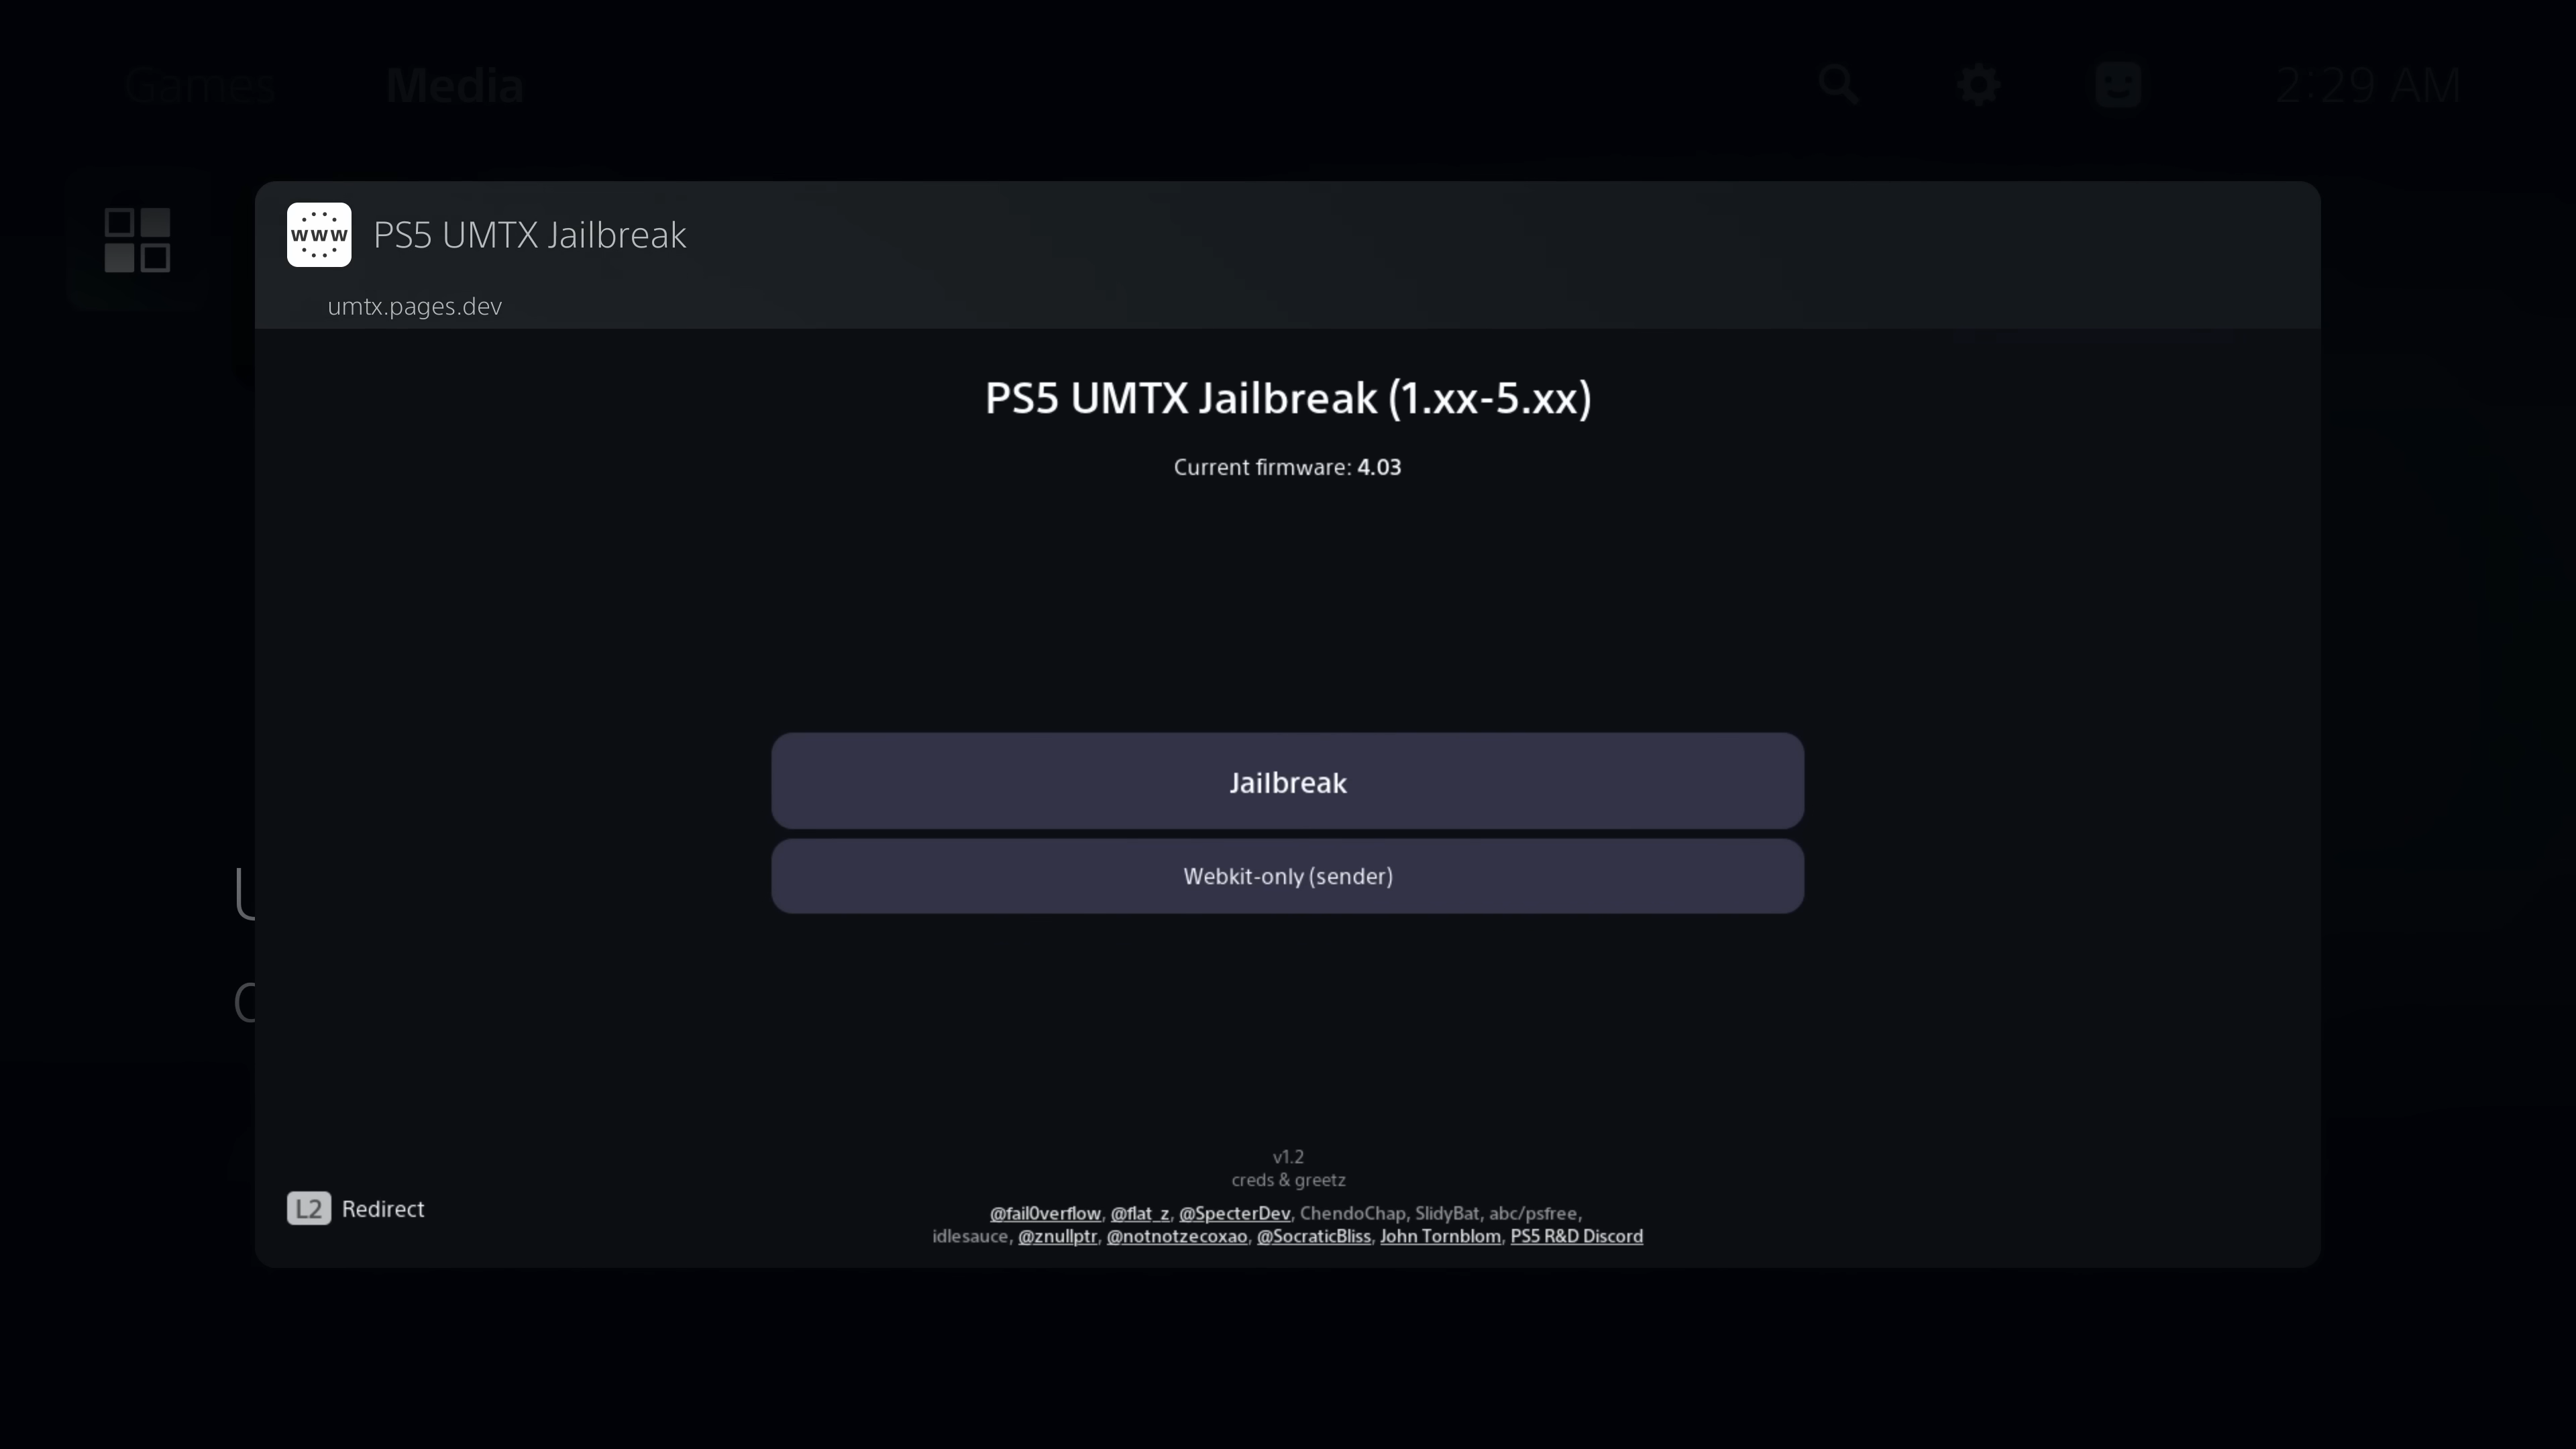 Games Media 2:29 AM
www PS5 UMTX Jailbreak
umtx.pages.dev
PS5 UMTX Jailbreak (1.xx-5.xx)
Current firmware: 4.03
Jailbreak
Webkit-only (sender)
v1.2
creds & greetz
L2 Redirect
@fail0verflow, @flat_z, @SpecterDev, ChendoChap, SlidyBat, abc/psfree,
idlesauce, @znullptr, @notnotzecoxao, @SocraticBliss, John Tornblom, PS5 R&D Discord